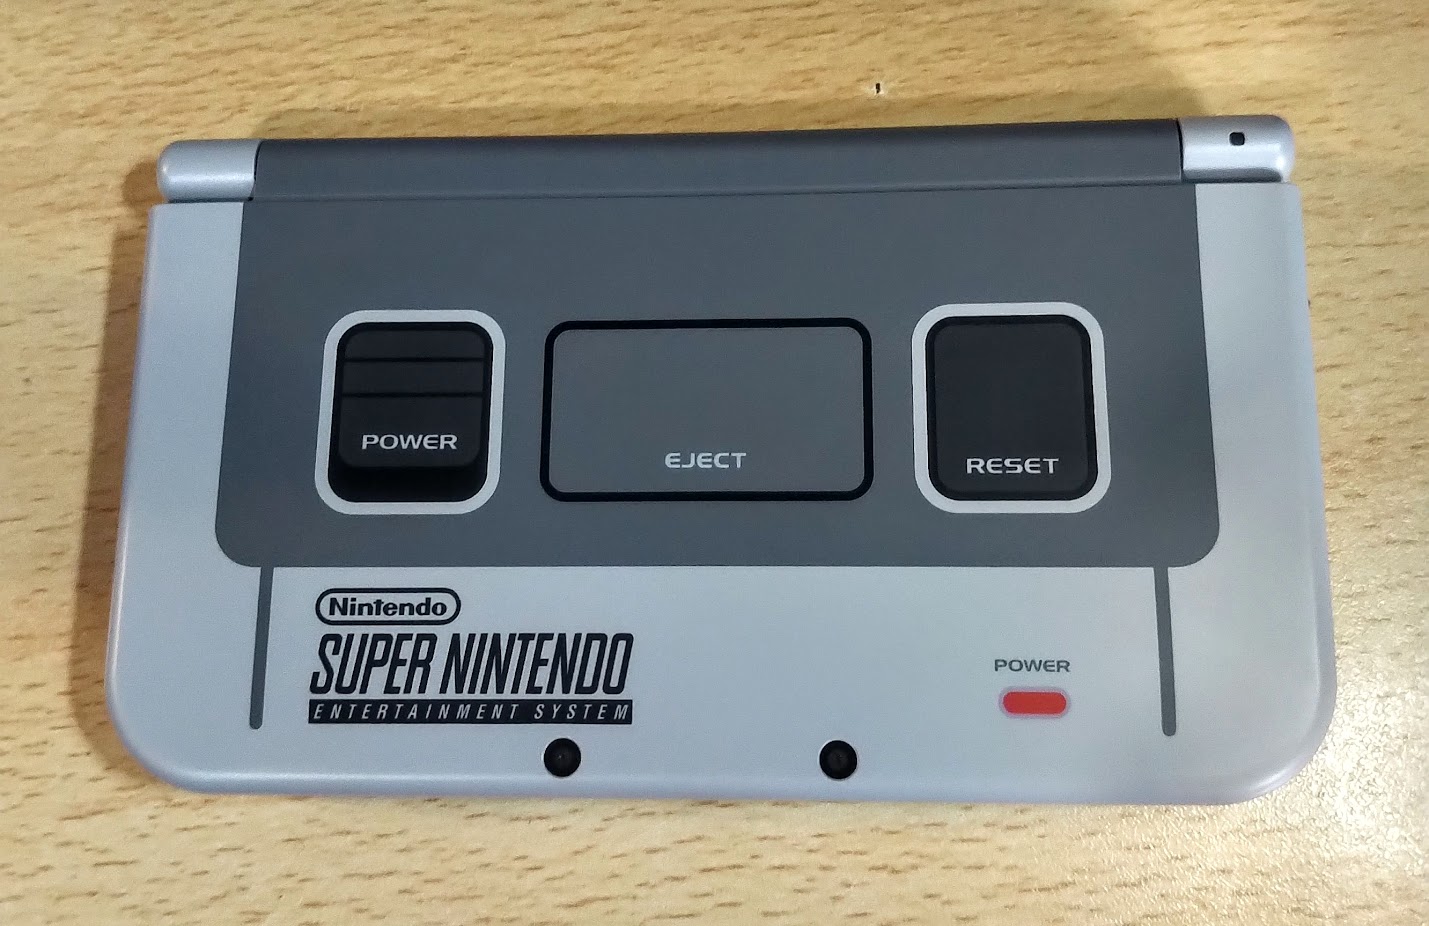 POWER
EJECT
RESET
Nintendo
SUPER NINTENDO
ENTERTAINMENT SYSTEM
POWER